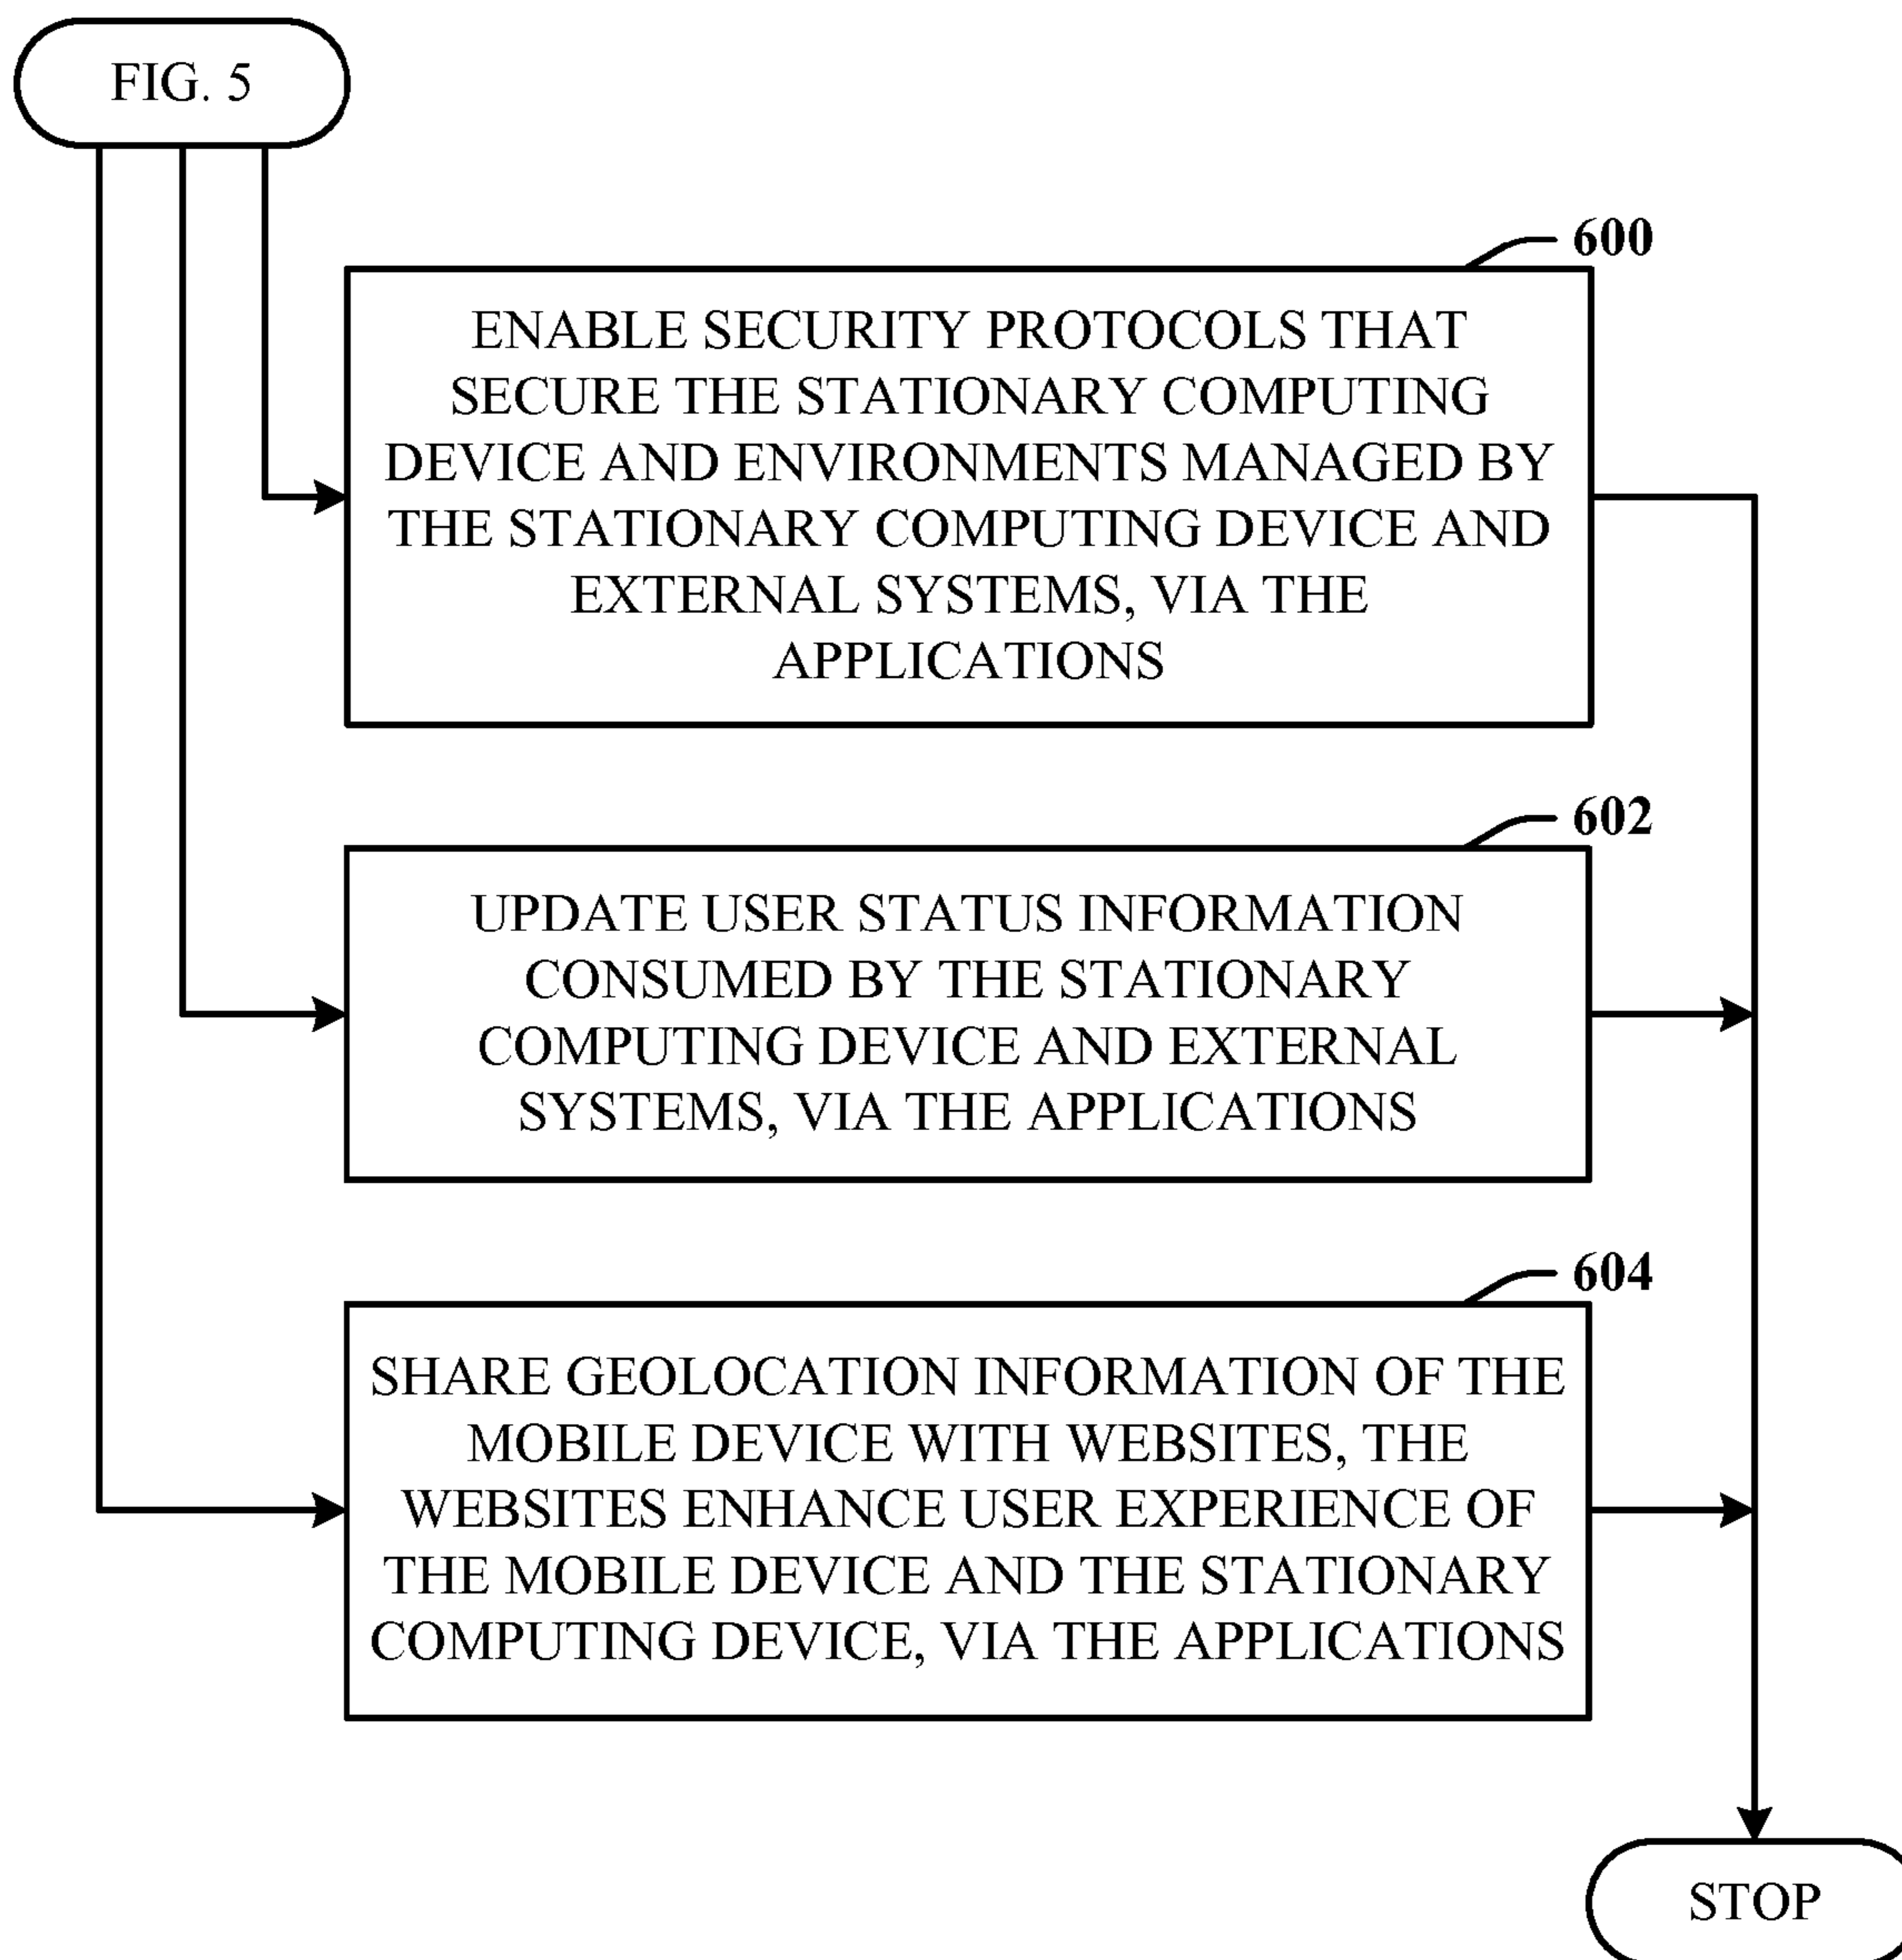 FIG. 5
600
ENABLE SECURITY PROTOCOLS THAT
SECURE THE STATIONARY COMPUTING
DEVICE AND ENVIRONMENTS MANAGED BY
THE STATIONARY COMPUTING DEVICE AND
EXTERNAL SYSTEMS, VIA THE
APPLICATIONS
602
UPDATE USER STATUS INFORMATION
CONSUMED BY THE STATIONARY
COMPUTING DEVICE AND EXTERNAL
SYSTEMS, VIA THE APPLICATIONS
604
SHARE GEOLOCATION INFORMATION OF THE
MOBILE DEVICE WITH WEBSITES, THE
WEBSITES ENHANCE USER EXPERIENCE OF
THE MOBILE DEVICE AND THE STATIONARY
COMPUTING DEVICE, VIA THE APPLICATIONS
STOP